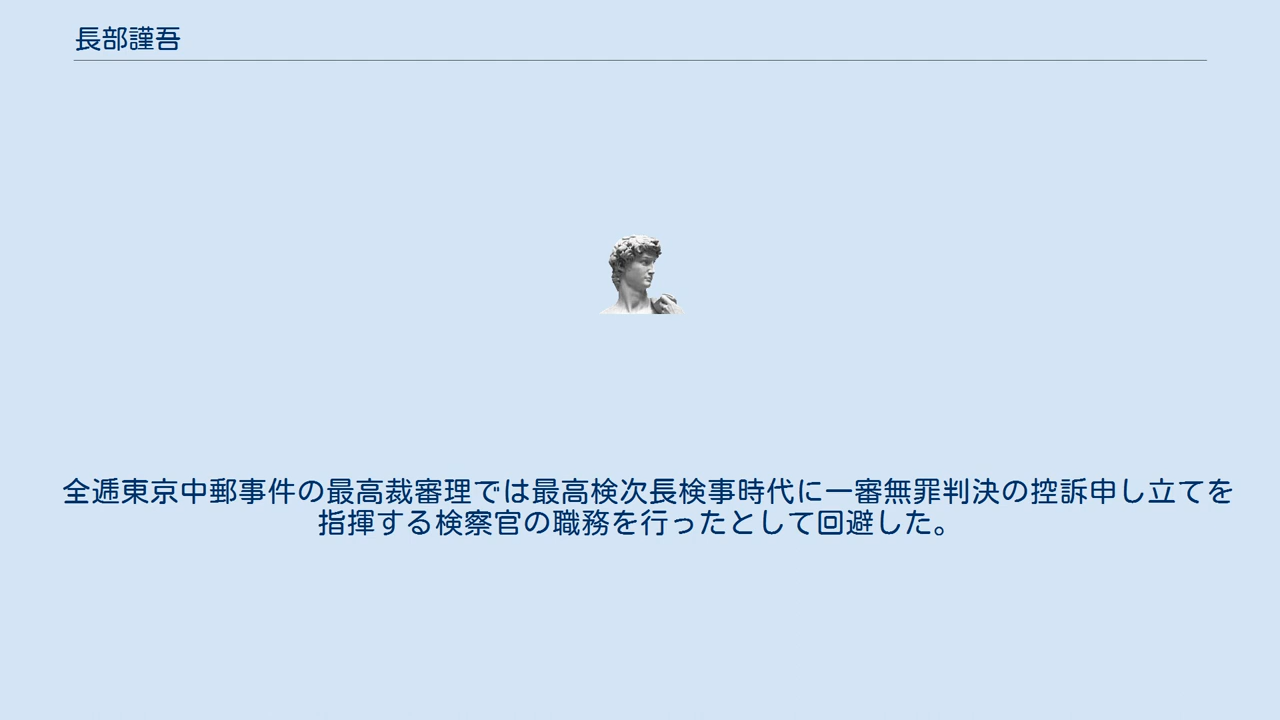 長部謹吾
全逓東京中郵事件の最高裁審理では最高検次長検事時代に一審無罪判決の控訴申し立てを
指揮する検察官の職務を行ったとして回避した。